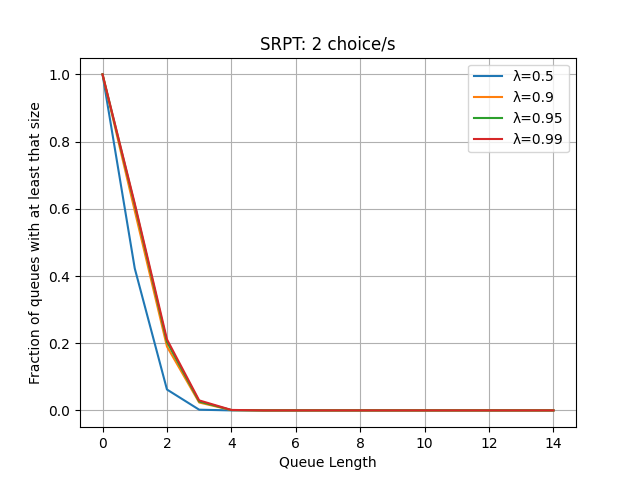 SRPT: 2 choice/s
λ=0.5
λ=0.9
λ=0.95
λ=0.99
Fraction of queues with at least that size
1.0
0.8
0.6
0.4
0.2
0.0
0 2 4 6 8 10 12 14
Queue Length